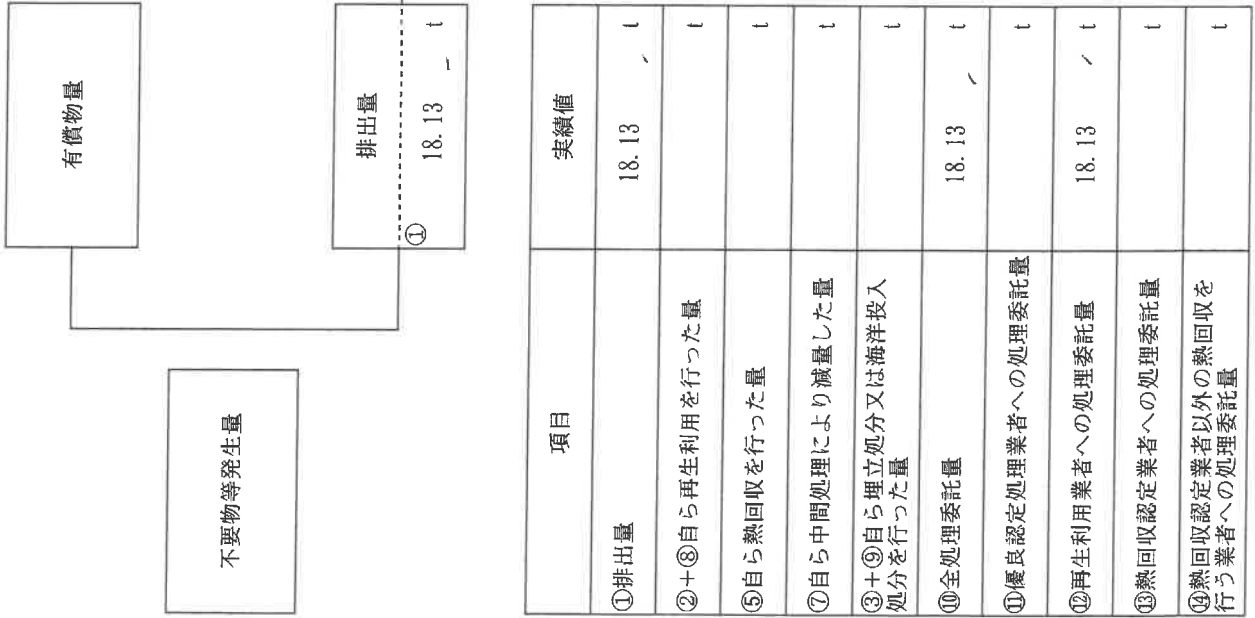 有償物量
不要物等発生量
排出量
① 18.13 t
項目 実績値
①排出量 18.13 t
②+⑧自ら再生利用を行った量 t
⑤自ら熱回収を行った量 t
⑦自ら中間処理により減量した量 t
③+⑨自ら埋立処分又は海洋投入
処分を行った量 t
⑩全処理委託量 18.13 t
⑪優良認定処理業者への処理委託量 t
⑫再生利用業者への処理委託量 18.13 t
⑬熱回収認定業者への処理委託量 t
⑭熱回収認定業者以外の熱回収を
行う業者への処理委託量 t